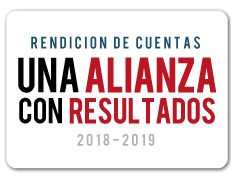 RENDICION DE CUENTAS
UNA ALIANZA
CON RESULTADOS
2018-2019